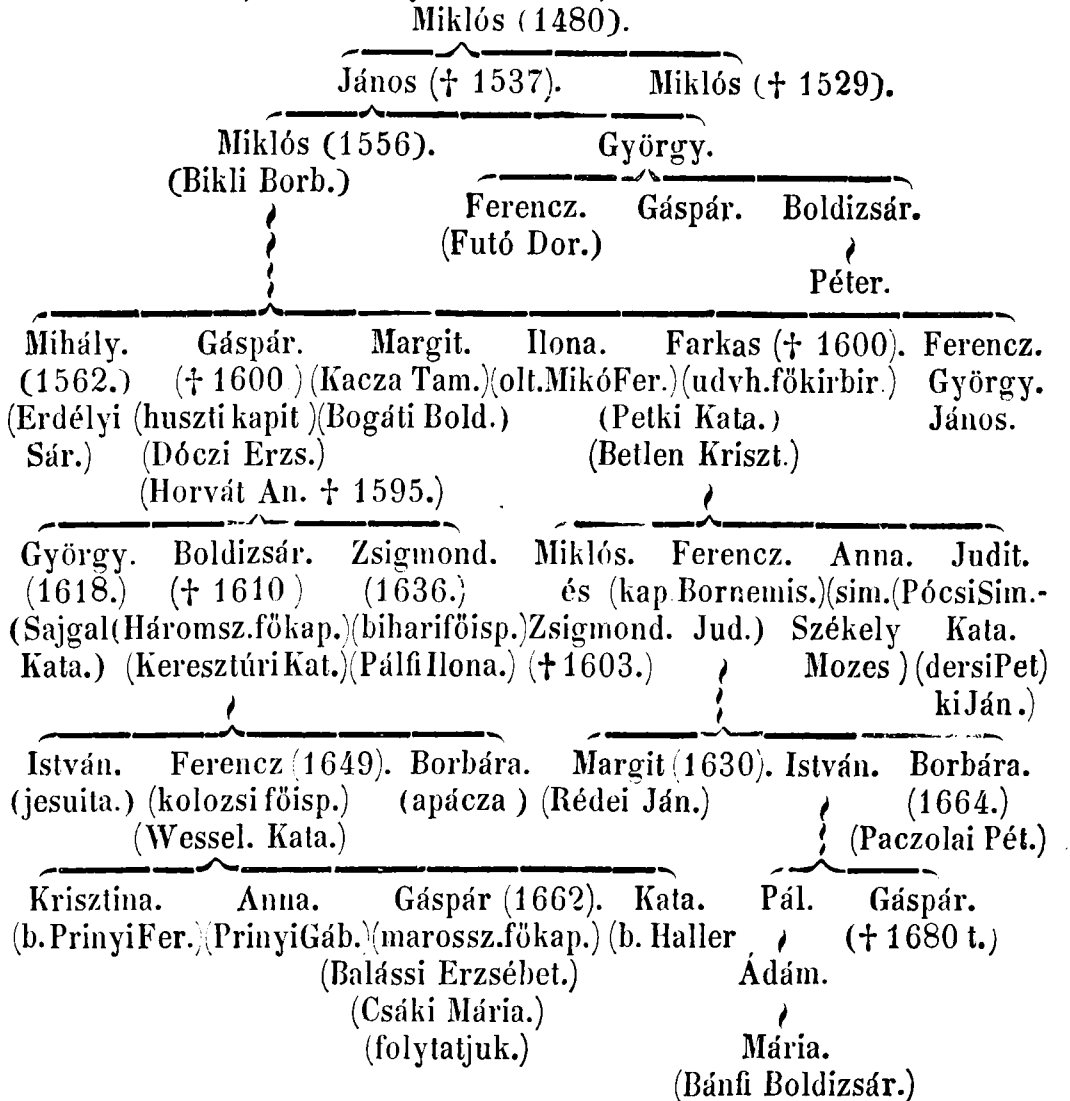 Miklós (1480).
János († 1537). Miklós († 1529).
Miklós (1556). György.
(Bikli Borb.)
Ferencz. Gáspár. Boldizsár.
(Futó Dor.)
Péter.
Mihály. Gáspár. Margit. Ilona. Farkas († 1600). Ferencz.
(1562.) († 1600 ) (Kacza Tam.)(olt.MikóFer.)(udvh.főkirbir.) György.
(Erdélyi (huszti kapit )(Bogáti Bold.) (Petki Kata.) János.
Sár.) (Dóczi Erzs.) (Betlen Kriszt.)
(Horvát An. † 1595.)
György. Boldizsár. Zsigmond. Miklós. Ferencz. Anna. Judit.
(1618.) († 1610 ) (1636.) és (kap Bornemis.)(sim.(PócsiSim.-
(Sajgal(Háromsz.főkap.)(biharifőisp.)Zsigmond. Jud.) Székely Kata.
Kata.) (Keresztúri Kat.)(Pálfi Ilona.) († 1603.) Mozes ) (dersiPet)
kiJán.)
István. Ferencz (1649). Borbára. Margit (1630). István. Borbára.
(jesuita.) (kolozsi főisp.) (apácza ) (Rédei Ján.) (1664.)
(Wessel. Kata.) (Paczolai Pét.)
Krisztina. Anna. Gáspár (1662). Kata. Pál. Gáspár.
(b. PrinyiFer.)(PrinyiGáb.)(marossz.főkap.) (b. Haller († 1680 t.)
(Balássi Erzsébet.) Ádám.
(Csáki Mária.)
(folytatjuk.) Mária.
(Bánfi Boldizsár.)